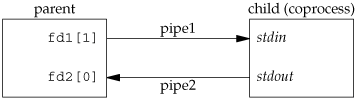 parent
child (coprocess)
fd1[1]
pipe1
stdin
fd2[0]
pipe2
stdout